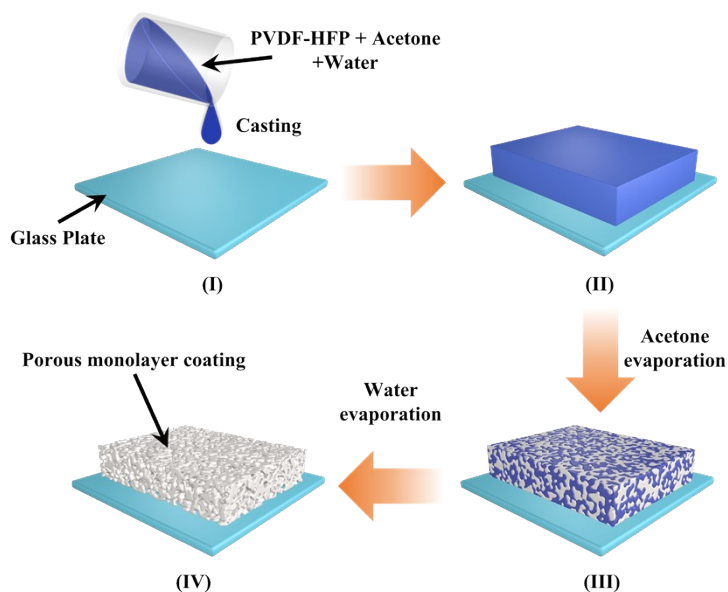 PVDF-HFP + Acetone
+Water
Casting
Glass Plate
(I)
(II)
Acetone
evaporation
Porous monolayer coating
Water
evaporation
(IV)
(III)